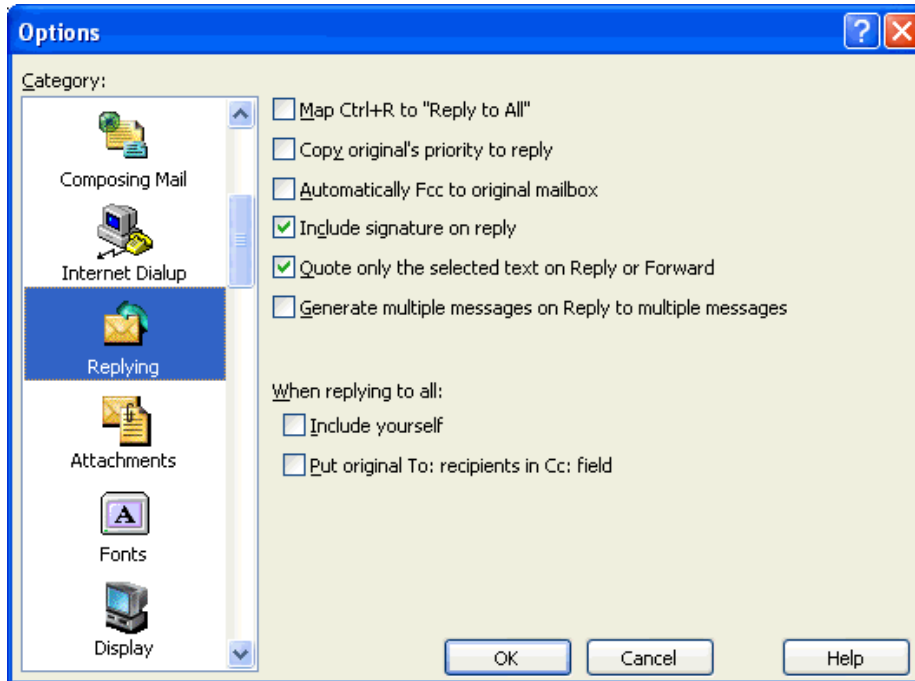 Options
Category:
Composing Mail
Internet Dialup
Replying
Attachments
Fonts
Display
Map Ctrl+R to "Reply to All"
Copy original's priority to reply
Automatically Fcc to original mailbox
Include signature on reply
Quote only the selected text on Reply or Forward
Generate multiple messages on Reply to multiple messages
When replying to all:
Include yourself
Put original To: recipients in Cc: field
OK
Cancel
Help